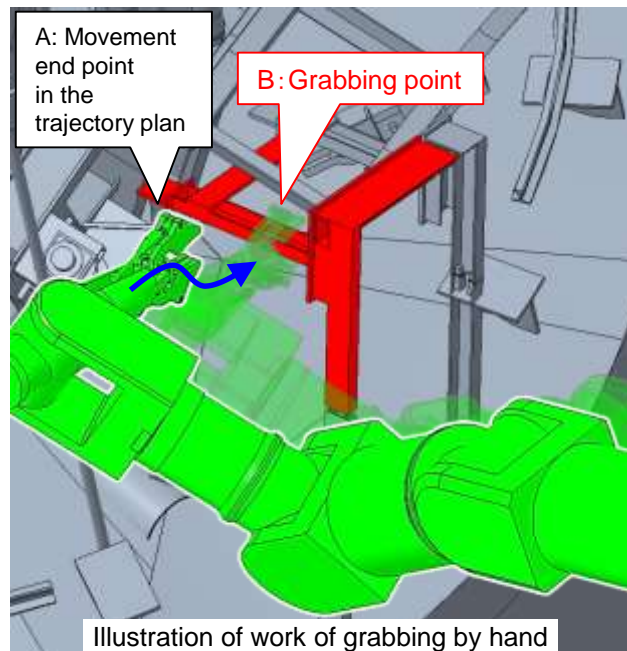 A: Movement
end point
in the
trajectory plan
B:Grabbing point
Illustration of work of grabbing by hand